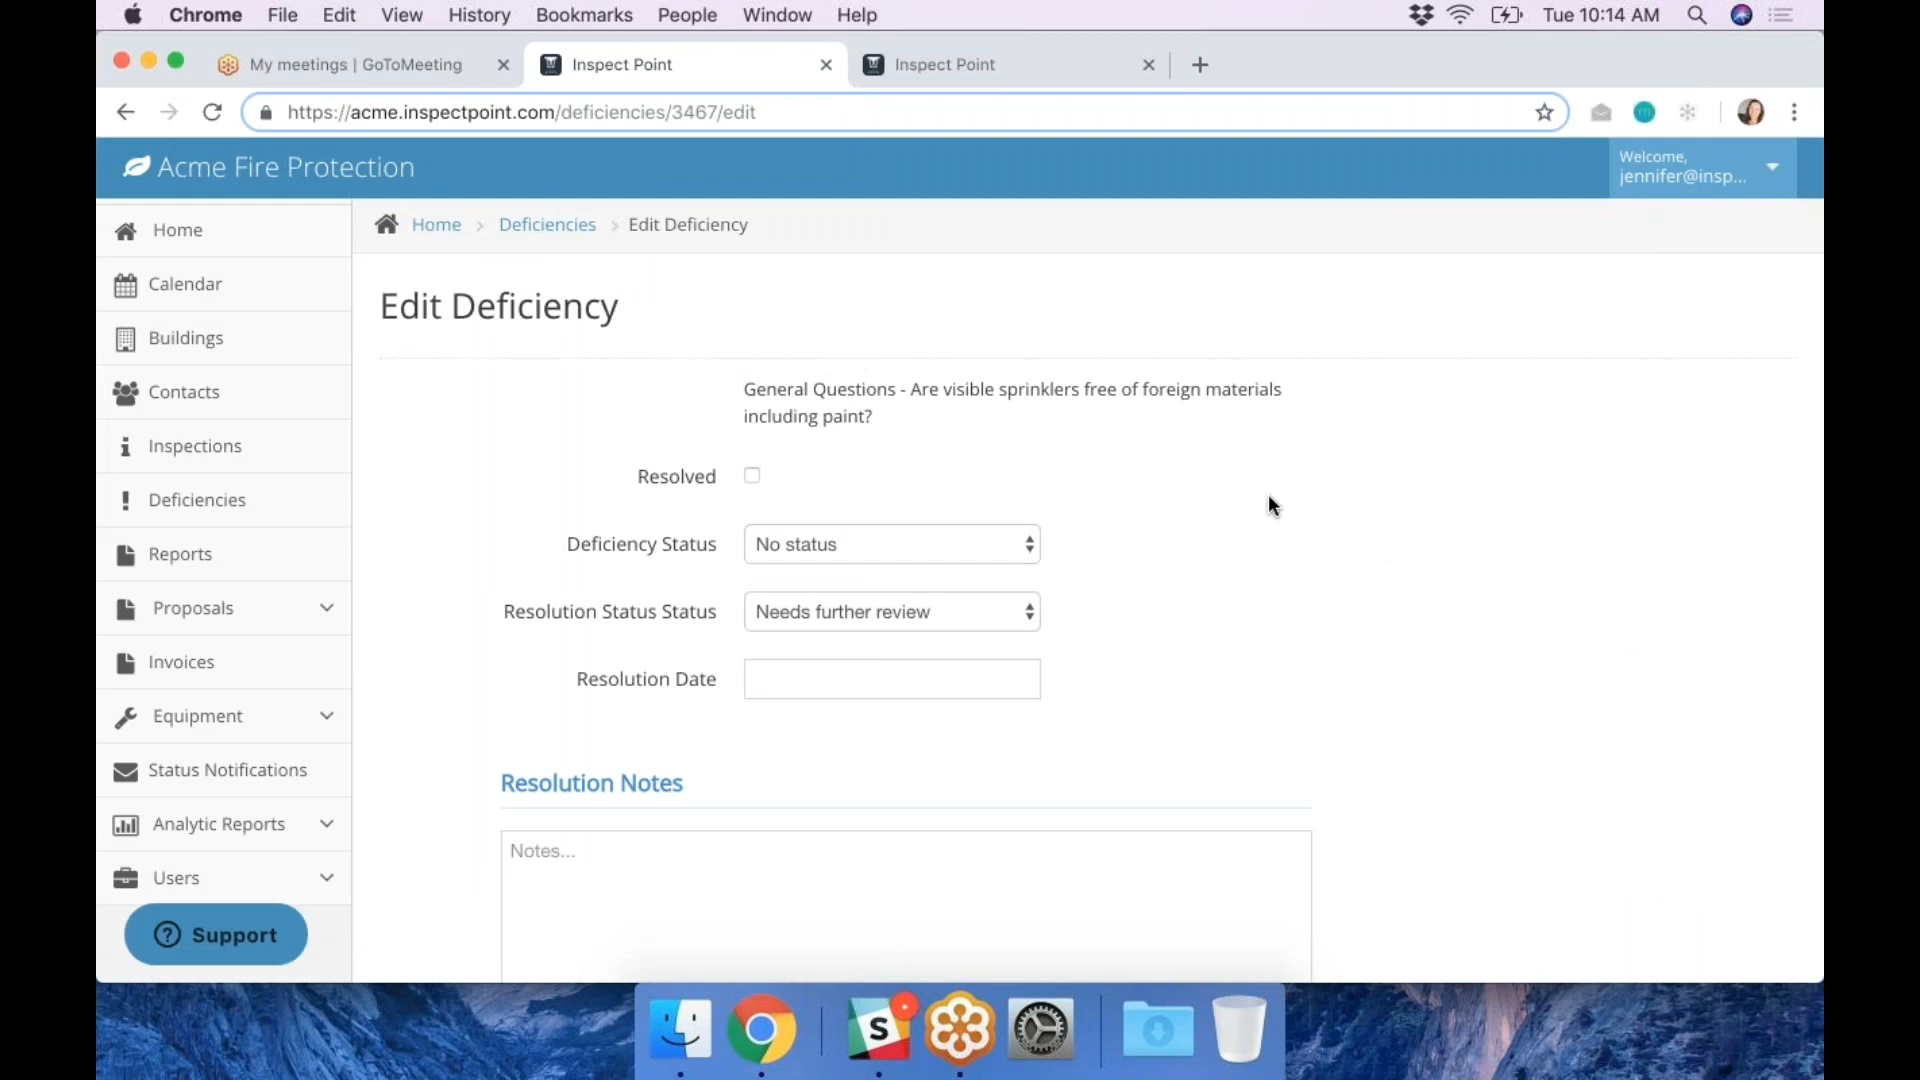 Chrome File Edit View History Bookmarks People Window Help Tue 10:14 AM
My meetings | GoToMeeting Inspect Point Inspect Point
https://acme.inspectpoint.com/deficiencies/3467/edit
Acme Fire Protection
Welcome,
jennifer@insp...
Home
Calendar
Buildings
Contacts
Inspections
Deficiencies
Reports
Proposals
Invoices
Equipment
Status Notifications
Analytic Reports
Users
Support
Home > Deficiencies > Edit Deficiency
Edit Deficiency
General Questions - Are visible sprinklers free of foreign materials
including paint?
Resolved
Deficiency Status No status
Resolution Status Status Needs further review
Resolution Date
Resolution Notes
Notes...
S